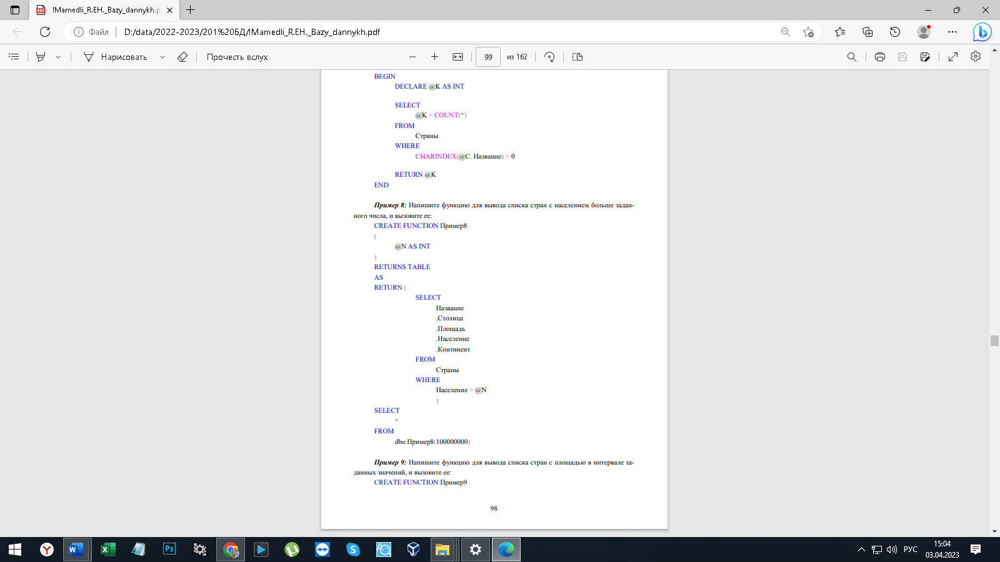 !Mamedli_R.EH._Bazy_dannykh.p
Файл
D:/data/2022-2023/201%20БД/!Mamedli_R.EH._Bazy_dannykh.pdf
Нарисовать
Прочесть вслух
99
из 162
BEGIN
DECLARE @K AS INT
SELECT
@K = COUNT(*)
FROM
Страны
WHERE
CHARINDEX(@C, Название) > 0
RETURN @K
END
Пример 8: Напишите функцию для вывода списка стран с населением больше задан-
ного числа, и вызовите ее:
CREATE FUNCTION Пример8
(
@N AS INT
)
RETURNS TABLE
AS
RETURN (
SELECT
Название
,Столица
,Площадь
,Население
,Континент
FROM
Страны
WHERE
Население > @N
)
SELECT
*
FROM
dbo.Пример8(100000000)
Пример 9: Напишите функцию для вывода списка стран с площадью в интервале за-
данных значений, и вызовите ее:
CREATE FUNCTION Пример9
98
РУС
15:04
03.04.2023